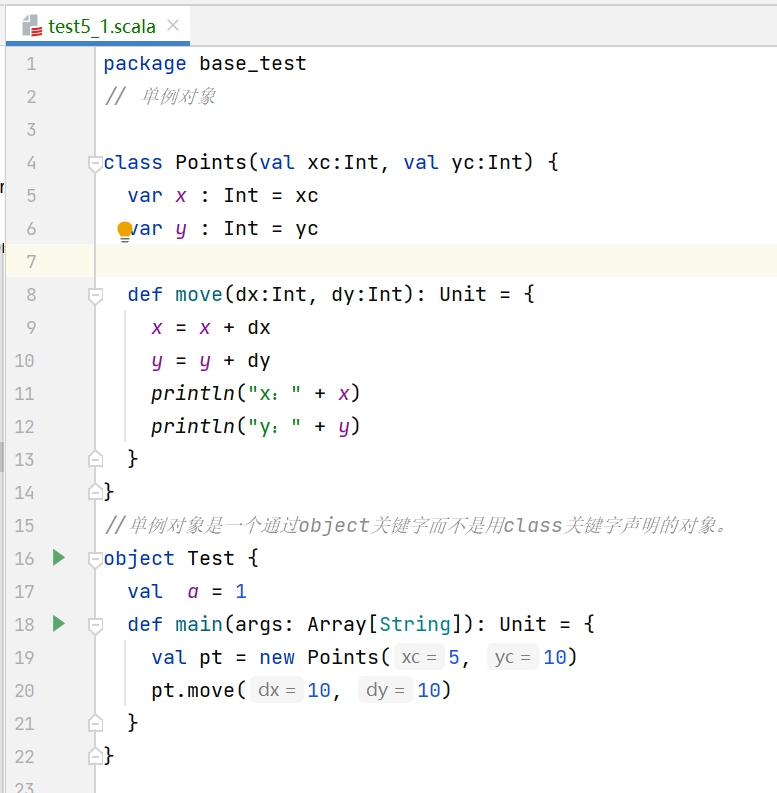 test5_1.scala
1 package base_test
2 // 单例对象
3
4 class Points(val xc:Int, val yc:Int) {
5 var x : Int = xc
6 var y : Int = yc
7
8 def move(dx:Int, dy:Int): Unit = {
9 x = x + dx
10 y = y + dy
11 println("x：" + x)
12 println("y：" + y)
13 }
14 }
15 //单例对象是一个通过object关键字而不是用class关键字声明的对象。
16 object Test {
17 val  a = 1
18 def main(args: Array[String]): Unit = {
19 val pt = new Points( xc = 5, yc = 10)
20 pt.move( dx = 10, dy = 10)
21 }
22 }
23